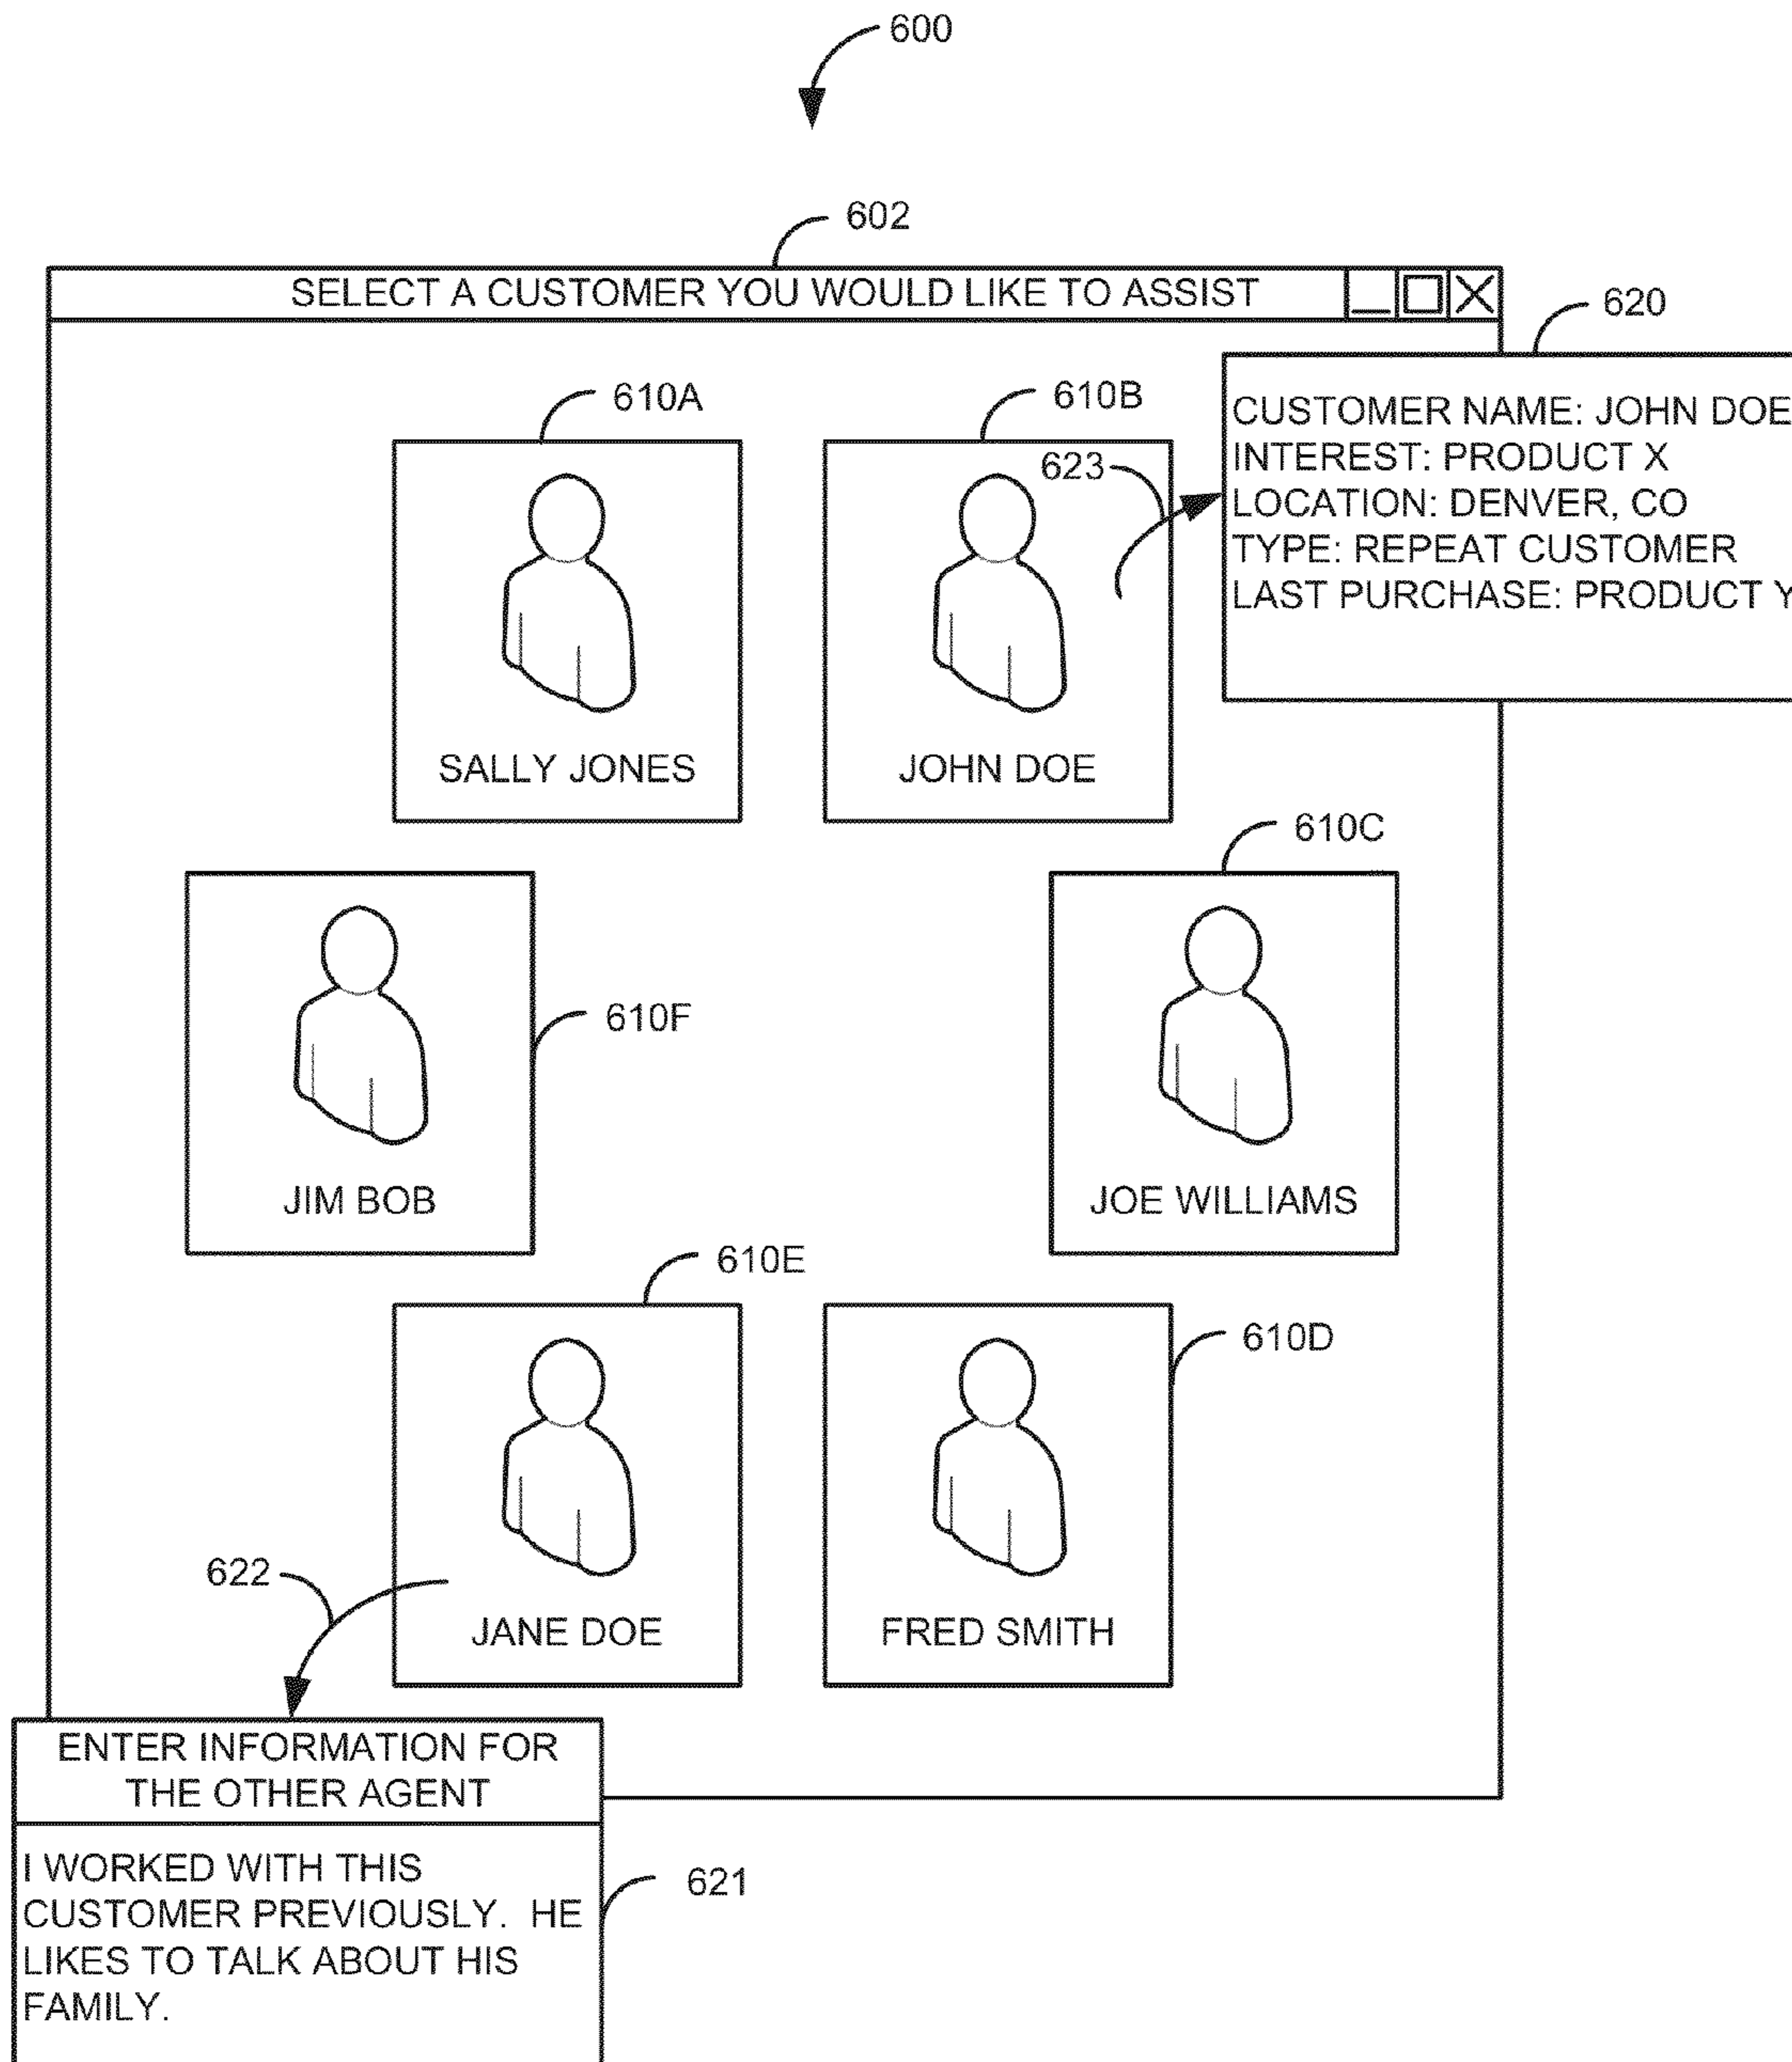 600
602
SELECT A CUSTOMER YOU WOULD LIKE TO ASSIST
620
CUSTOMER NAME: JOHN DOE
INTEREST: PRODUCT X
LOCATION: DENVER, CO
TYPE: REPEAT CUSTOMER
LAST PURCHASE: PRODUCT Y
610A
610B
623
SALLY JONES
JOHN DOE
610C
610F
JIM BOB
JOE WILLIAMS
610E
610D
622
JANE DOE
FRED SMITH
ENTER INFORMATION FOR
THE OTHER AGENT
621
I WORKED WITH THIS
CUSTOMER PREVIOUSLY.  HE
LIKES TO TALK ABOUT HIS
FAMILY.